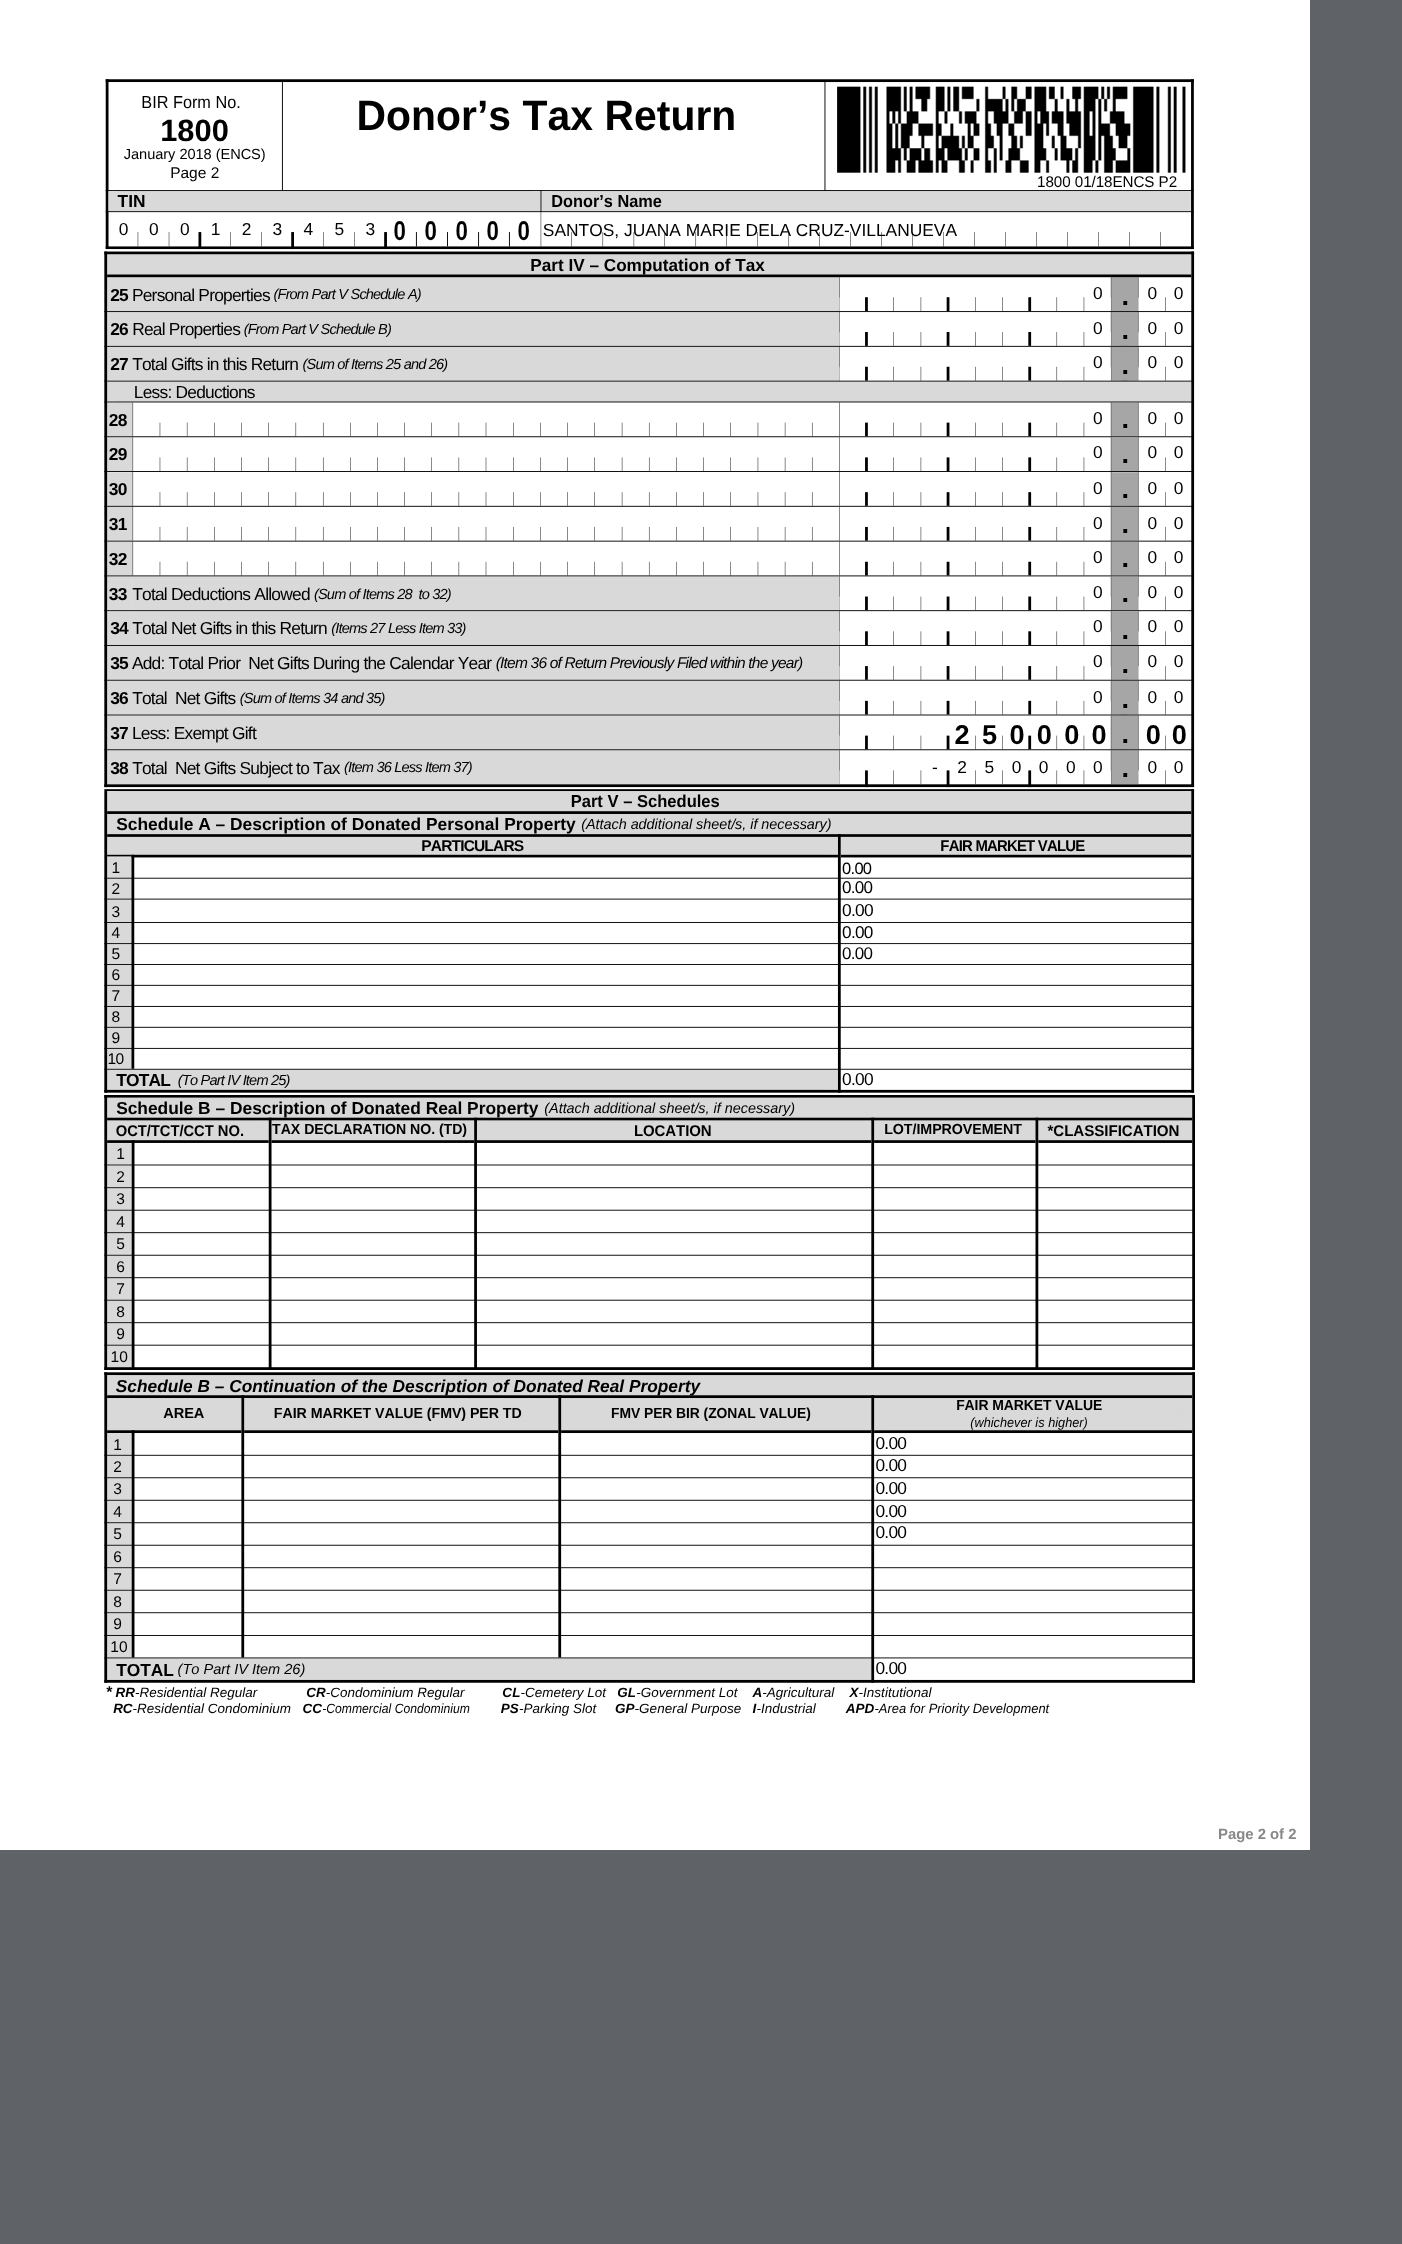 BIR Form No.
1800
January 2018 (ENCS)
Page 2
Donor’s Tax Return
1800 01/18ENCS P2
TIN Donor’s Name
0 0 0 1 2 3 4 5 3 0 0 0 0 0 SANTOS, JUANA MARIE DELA CRUZ-VILLANUEVA
Part IV – Computation of Tax
25 Personal Properties (From Part V Schedule A) 0 . 0 0
26 Real Properties (From Part V Schedule B) 0 . 0 0
27 Total Gifts in this Return (Sum of Items 25 and 26) 0 . 0 0
Less: Deductions
28 0 . 0 0
29 0 . 0 0
30 0 . 0 0
31 0 . 0 0
32 0 . 0 0
33 Total Deductions Allowed (Sum of Items 28 to 32) 0 . 0 0
34 Total Net Gifts in this Return (Items 27 Less Item 33) 0 . 0 0
35 Add: Total Prior Net Gifts During the Calendar Year (Item 36 of Return Previously Filed within the year) 0 . 0 0
36 Total Net Gifts (Sum of Items 34 and 35) 0 . 0 0
37 Less: Exempt Gift 2 5 0 0 0 0 . 0 0
38 Total Net Gifts Subject to Tax (Item 36 Less Item 37) - 2 5 0 0 0 0 . 0 0
Part V – Schedules
Schedule A – Description of Donated Personal Property (Attach additional sheet/s, if necessary)
PARTICULARS FAIR MARKET VALUE
1 0.00
2 0.00
3 0.00
4 0.00
5 0.00
6
7
8
9
10
TOTAL (To Part IV Item 25) 0.00
Schedule B – Description of Donated Real Property (Attach additional sheet/s, if necessary)
OCT/TCT/CCT NO. TAX DECLARATION NO. (TD) LOCATION LOT/IMPROVEMENT *CLASSIFICATION
1
2
3
4
5
6
7
8
9
10
Schedule B – Continuation of the Description of Donated Real Property
AREA FAIR MARKET VALUE (FMV) PER TD FMV PER BIR (ZONAL VALUE) FAIR MARKET VALUE
(whichever is higher)
1 0.00
2 0.00
3 0.00
4 0.00
5 0.00
6
7
8
9
10
TOTAL (To Part IV Item 26) 0.00
* RR-Residential Regular CR-Condominium Regular CL-Cemetery Lot GL-Government Lot A-Agricultural X-Institutional
RC-Residential Condominium CC-Commercial Condominium PS-Parking Slot GP-General Purpose I-Industrial APD-Area for Priority Development
Page 2 of 2